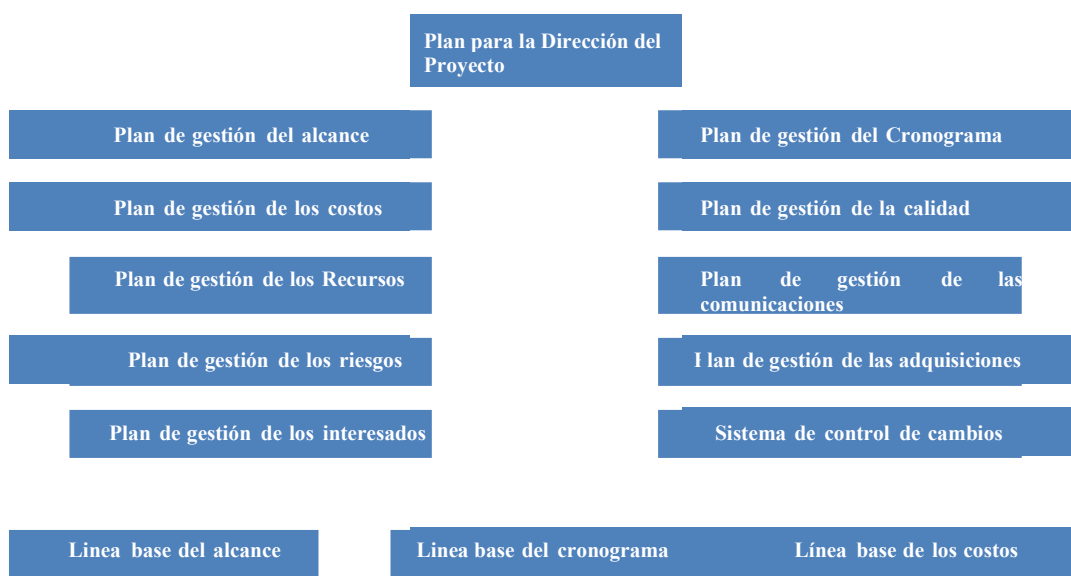 Plan para la Dirección del
Proyecto
Plan de gestión del alcance
Plan de gestión del Cronograma
Plan de gestión de los costos
Plan de gestión de la calidad
Plan de gestión de los Recursos
Plan de gestión de las
comunicaciones
Plan de gestión de los riesgos
I lan de gestión de las adquisiciones
Plan de gestión de los interesados
Sistema de control de cambios
Linea base del alcance
Linea base del cronograma
Línea base de los costos